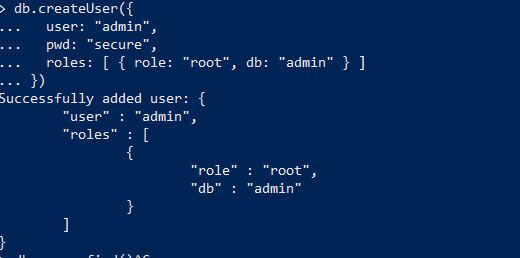 > db.createUser({
...   user: "admin",
...   pwd: "secure",
...   roles: [ { role: "root", db: "admin" } ]
... })
Successfully added user: {
        "user" : "admin",
        "roles" : [
                {
                        "role" : "root",
                        "db" : "admin"
                }
        ]
}